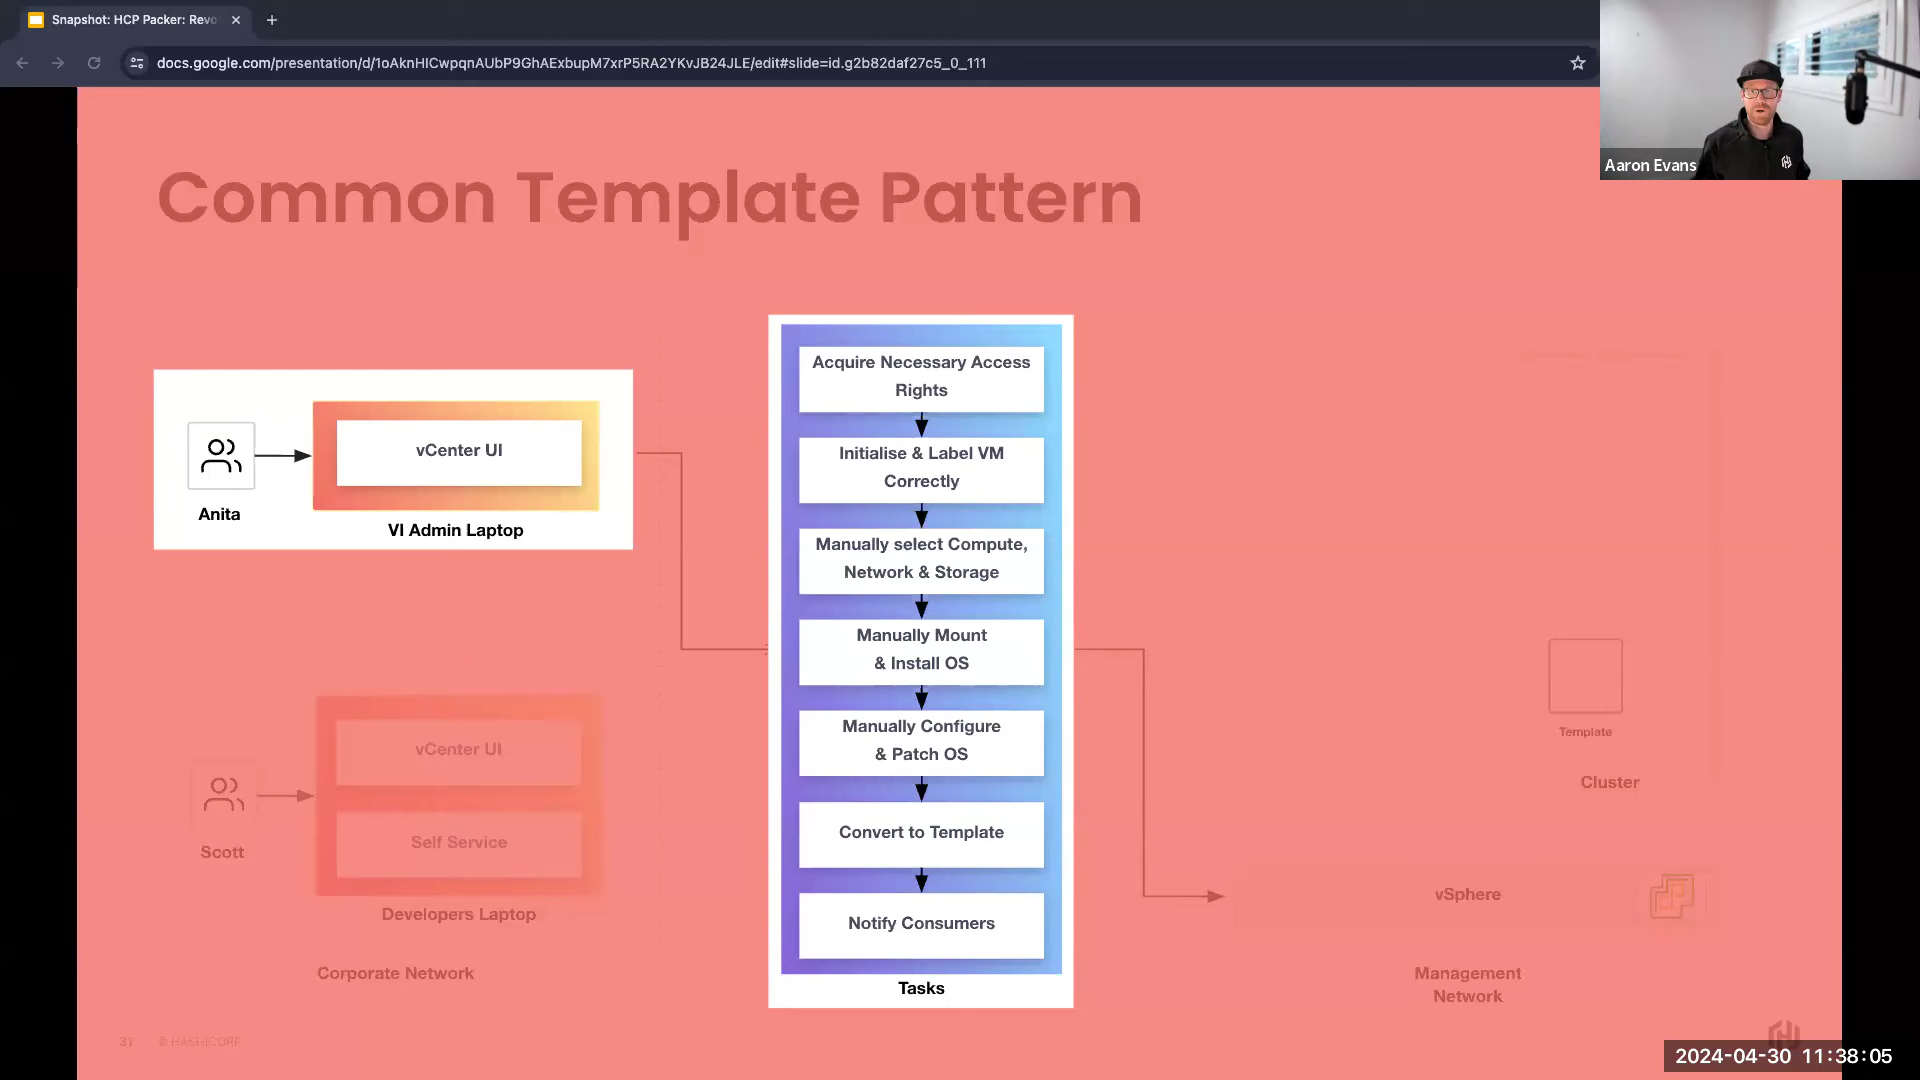 Snapshot: HCP Packer: Revo
docs.google.com/presentation/d/1oAknHlCwpqnAUbP9GhAExbupM7xrP5RA2YKvJB24JLE/edit#slide=id.g2b82daf27c5_0_111
Aaron Evans
Common Template Pattern
Acquire Necessary Access
Rights
Initialise & Label VM
Correctly
Manually select Compute,
Network & Storage
Manually Mount
& Install OS
Manually Configure
& Patch OS
Convert to Template
Notify Consumers
Tasks
vCenter UI
Anita
VI Admin Laptop
vCenter UI
Self Service
Scott
Developers Laptop
Corporate Network
Template
Cluster
vSphere
Management
Network
31 © HASHICORP
2024-04-30 11:38:05